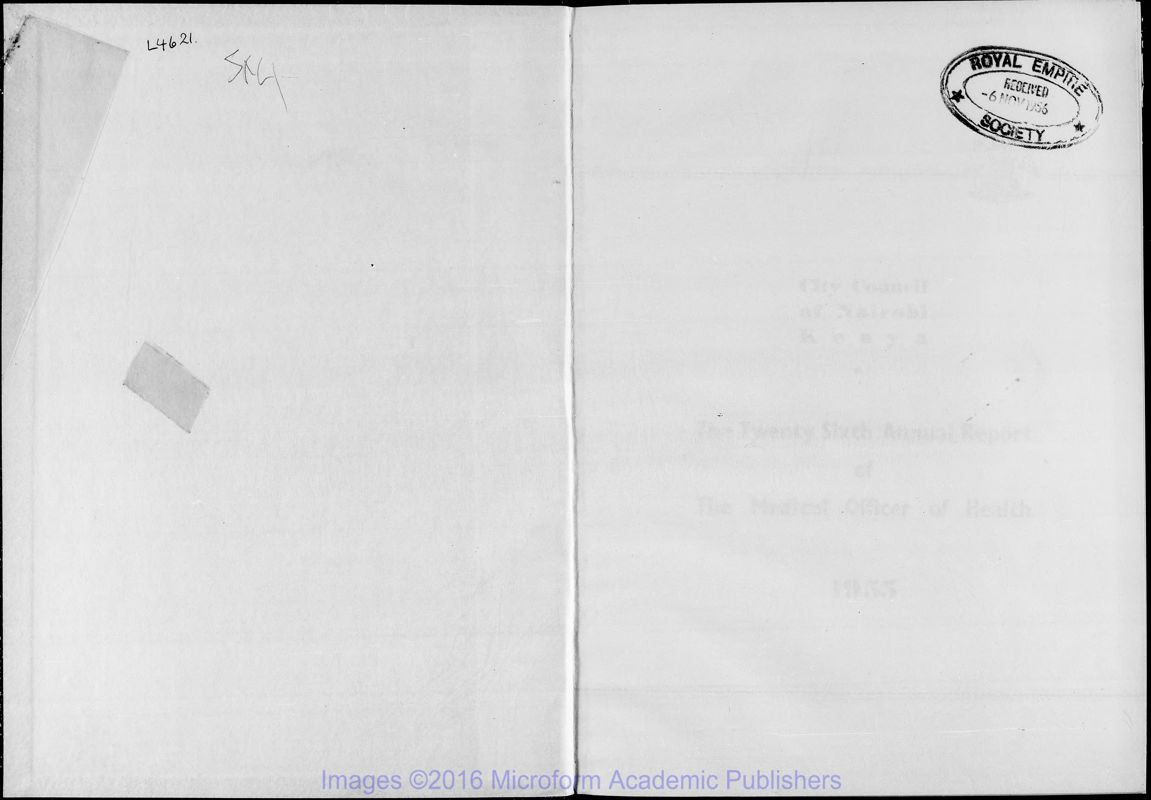 L4621.
ROYAL EMPIRE
RECEIVED
-6 NOV 1956
SOCIETY
City Council
of Nairobi
Kenya
The Twenty Sixth Annual Report
of
The Medical Officer of Health
1955
Images ©2016 Microform Academic Publishers